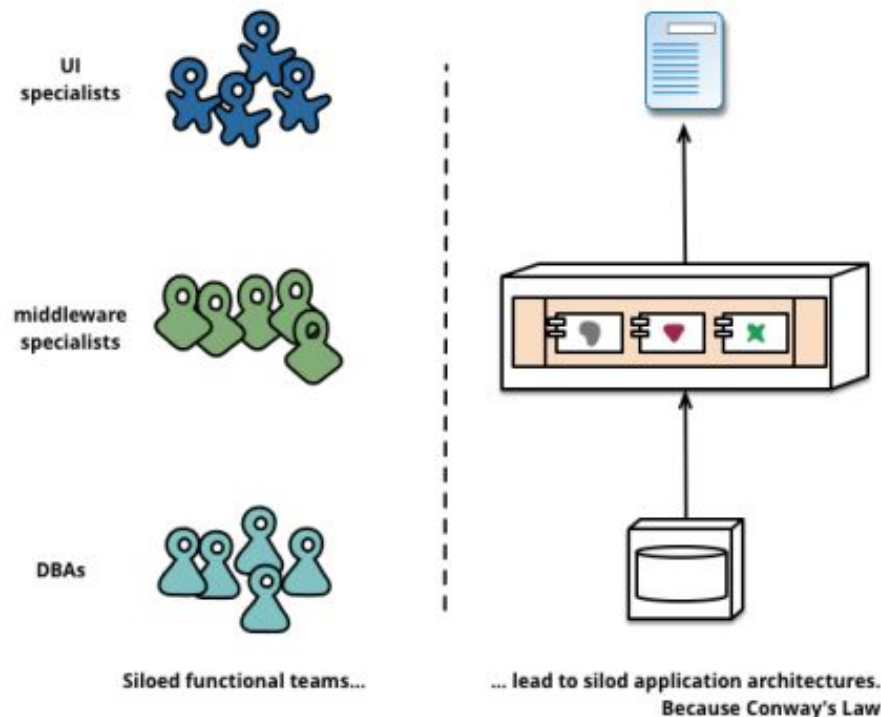 UI
specialists
middleware
specialists
DBAs
Siloed functional teams...
... lead to silod application architectures.
Because Conway's Law